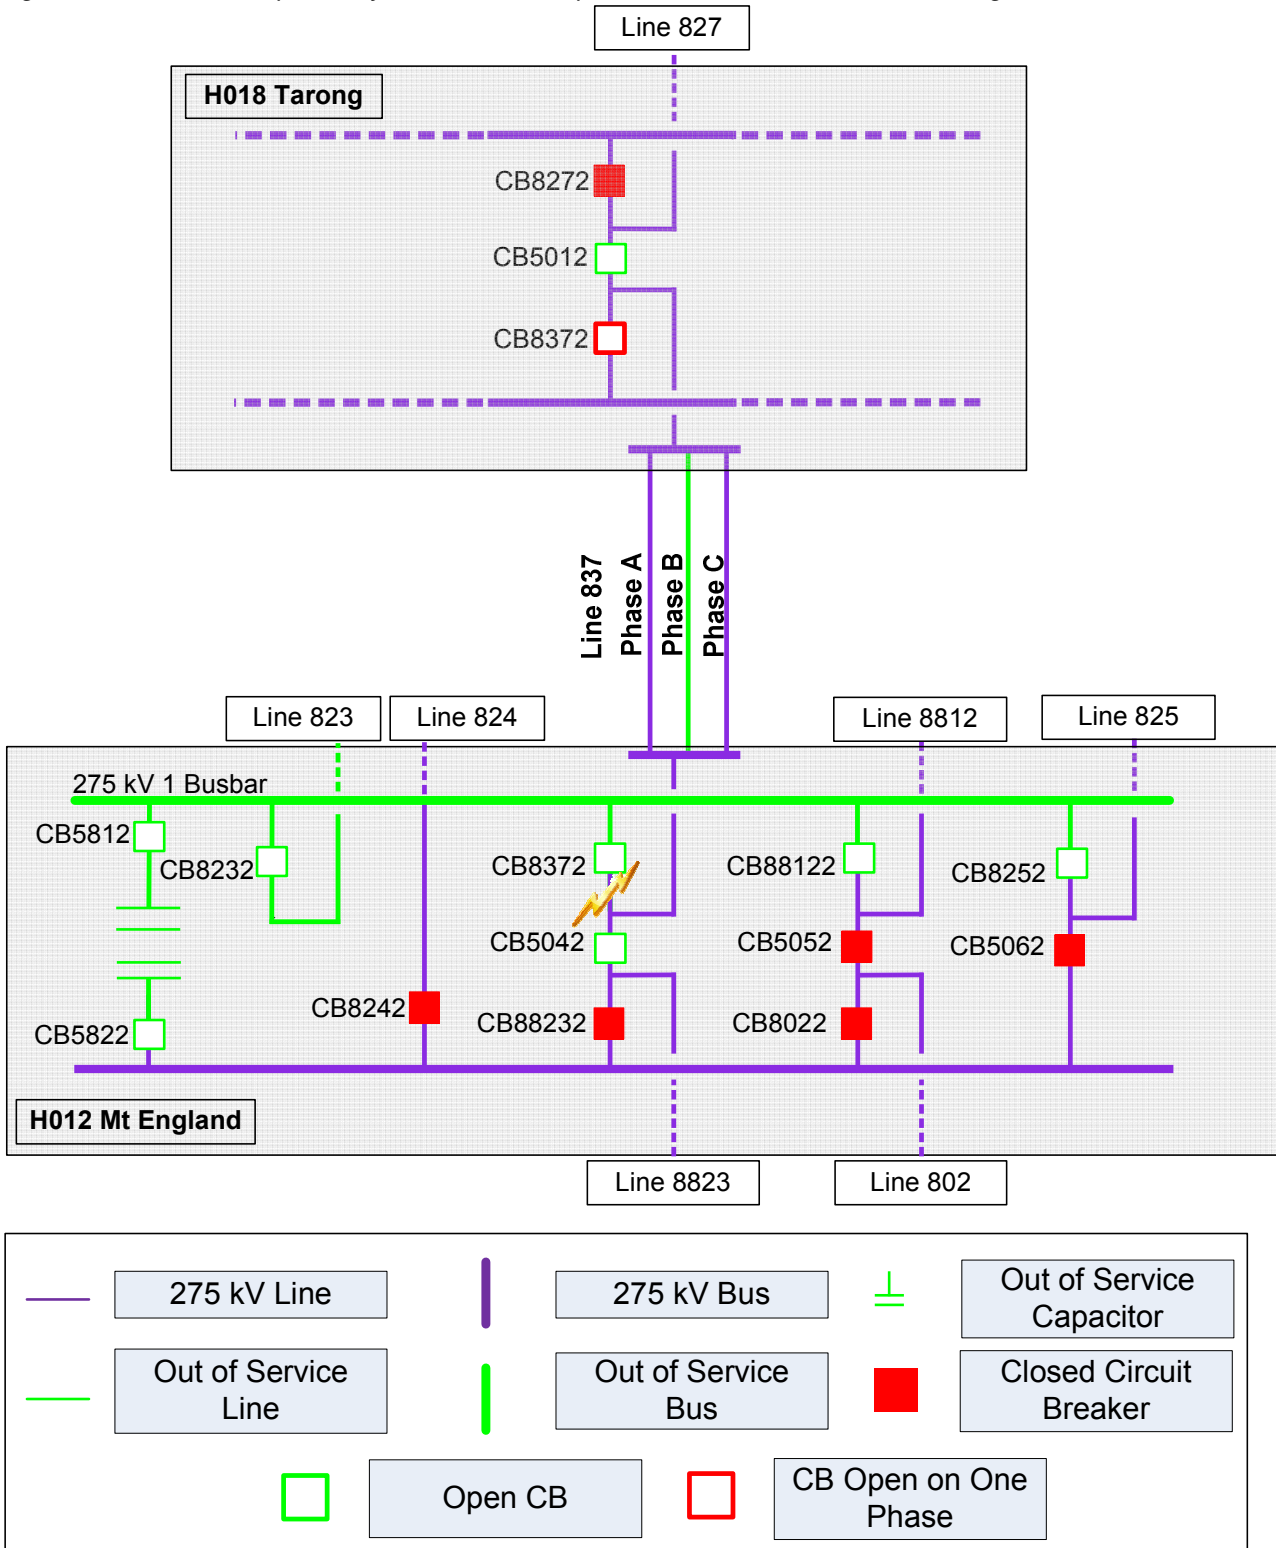 Line 827
H018 Tarong
CB8272
CB5012
CB8372
Line 837
Phase A
Phase B
Phase C
Line 823
Line 824
Line 8812
Line 825
275 kV 1 Busbar
CB5812
CB8232
CB8372
CB88122
CB8252
CB5042
CB5052
CB5062
CB8242
CB88232
CB8022
CB5822
H012 Mt England
Line 8823
Line 802
275 kV Line
275 kV Bus
Out of Service
Capacitor
Out of Service
Line
Out of Service
Bus
Closed Circuit
Breaker
Open CB
CB Open on One
Phase